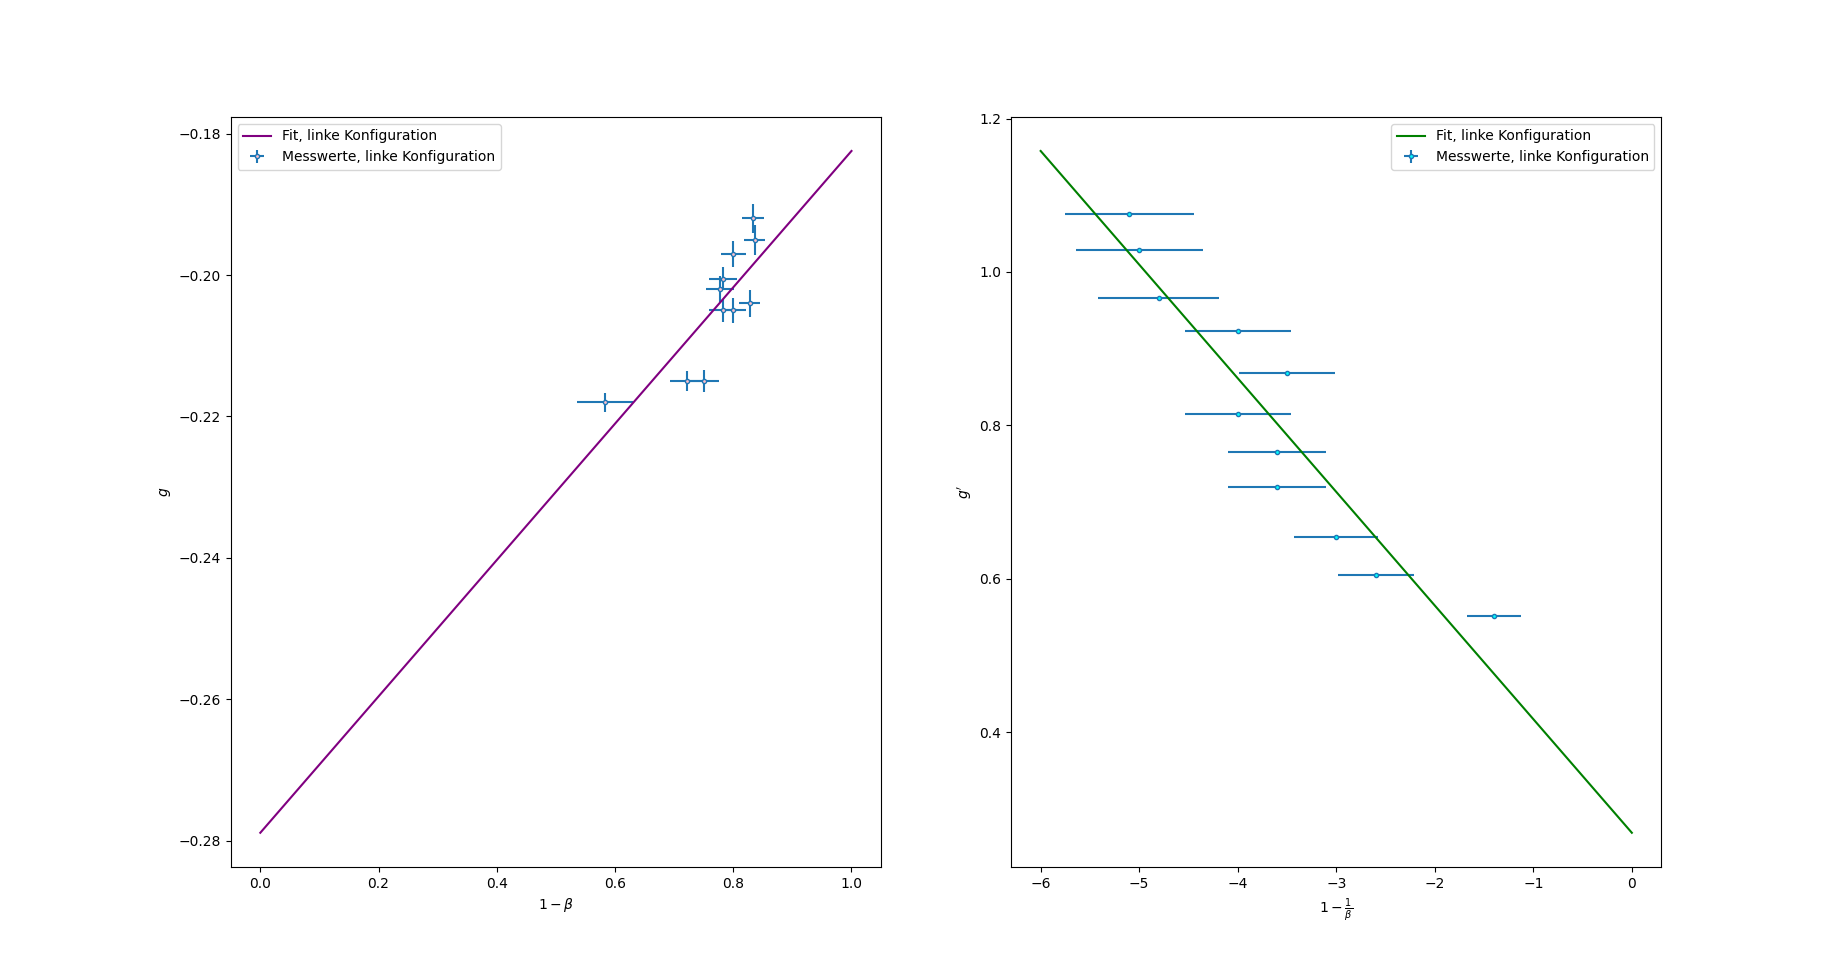 Fit, linke Konfiguration
Messwerte, linke Konfiguration
−0.18
−0.20
−0.22
−0.24
−0.26
−0.28
g
0.0 0.2 0.4 0.6 0.8 1.0
1 − β
Fit, linke Konfiguration
Messwerte, linke Konfiguration
1.2
1.0
0.8
0.6
0.4
g′
−6 −5 −4 −3 −2 −1 0
1 − 1/β